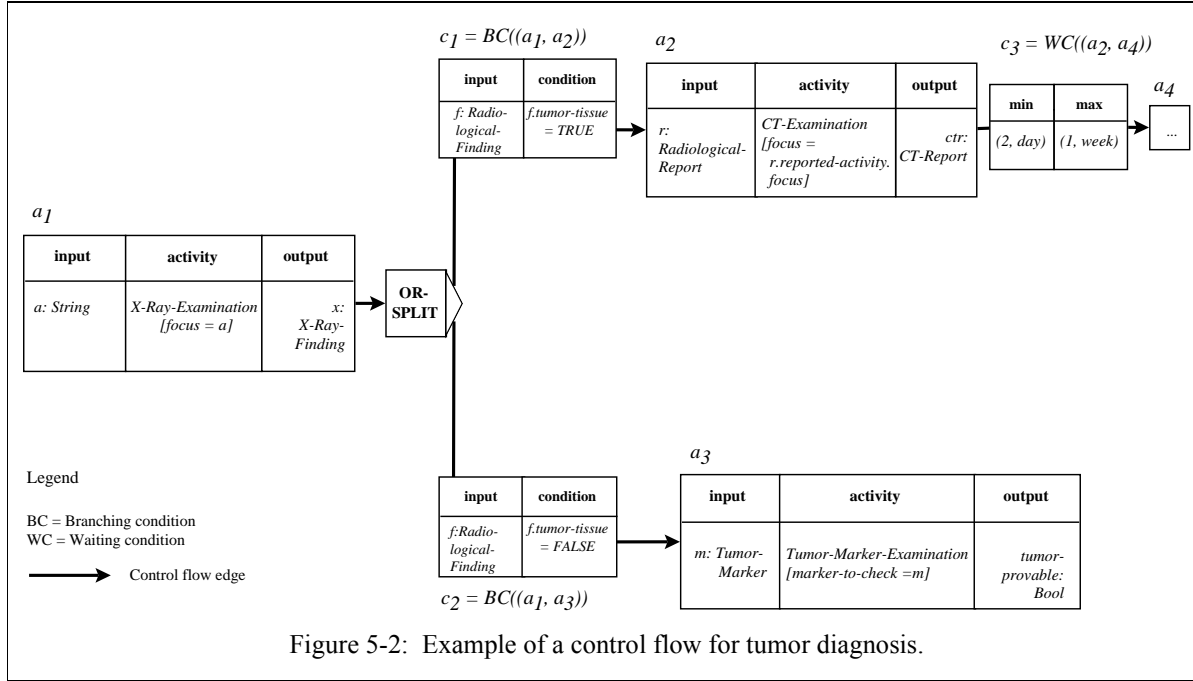 c1 = BC((a1, a2))
input condition
f: Radio-
logical-
Finding
f.tumor-tissue
= TRUE
a2
input activity output
r:
Radiological-
Report
CT-Examination
[focus =
r.reported-activity.
focus]
ctr:
CT-Report
c3 = WC((a2, a4))
min max
(2, day) (1, week)
a4
...
a1
input activity output
a: String
X-Ray-Examination
[focus = a]
x:
X-Ray-
Finding
OR-
SPLIT
input condition
f:Radio-
logical-
Finding
f.tumor-tissue
= FALSE
c2 = BC((a1, a3))
a3
input activity output
m: Tumor-
Marker
Tumor-Marker-Examination
[marker-to-check =m]
tumor-
provable:
Bool
Legend
BC = Branching condition
WC = Waiting condition
Control flow edge
Figure 5-2: Example of a control flow for tumor diagnosis.